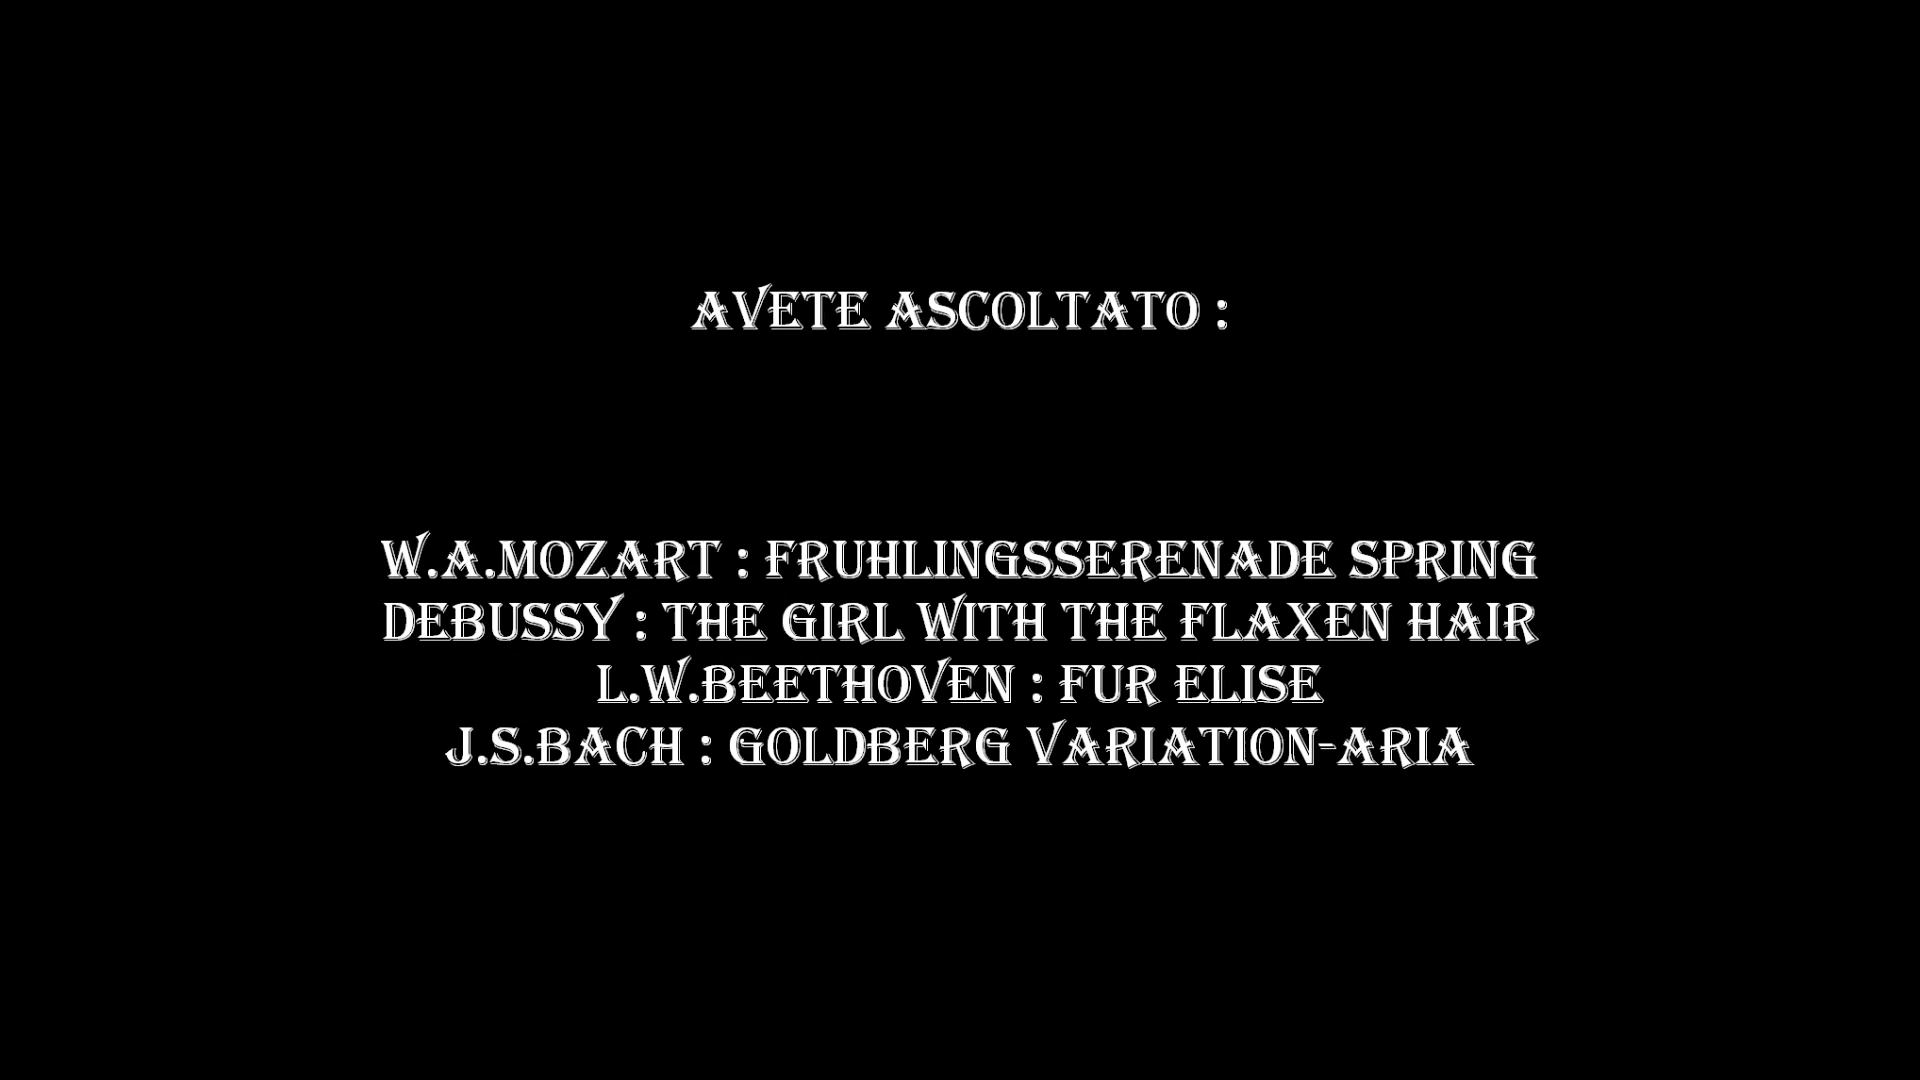 AVETE ASCOLTATO :
W.A.MOZART : FRUHLINGSSERENADE SPRING
DEBUSSY : THE GIRL WITH THE FLAXEN HAIR
L.W.BEETHOVEN : FUR ELISE
J.S.BACH : GOLDBERG VARIATION-ARIA